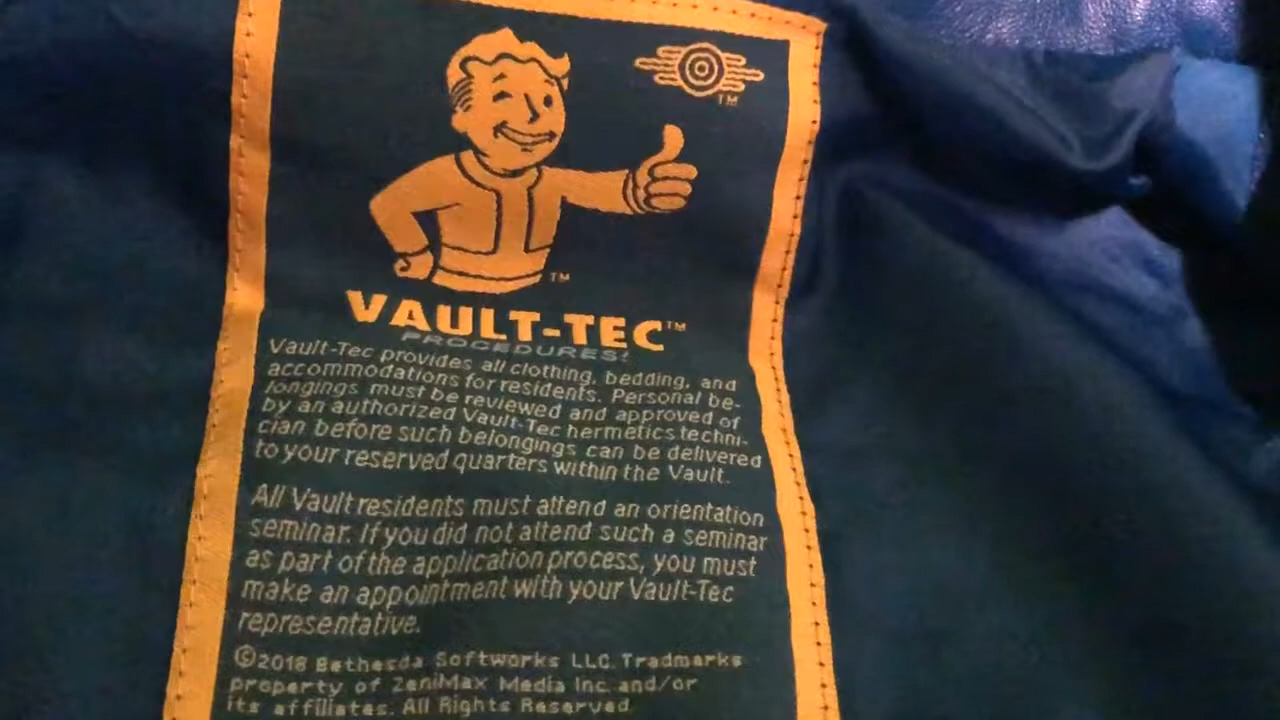 TM
TM
VAULT-TEC™
PROCEDURES!
Vault-Tec provides all clothing, bedding, and
accommodations for residents. Personal be-
longings must be reviewed and approved of
by an authorized Vault-Tec hermetics techni-
cian before such belongings can be delivered
to your reserved quarters within the Vault.
All Vault residents must attend an orientation
seminar. If you did not attend such a seminar
as part of the application process, you must
make an appointment with your Vault-Tec
representative.
©2018 Bethesda Softworks LLC. Tradmarks
property of ZeniMax Media Inc. and/or
its affiliates. All Rights Reserved.